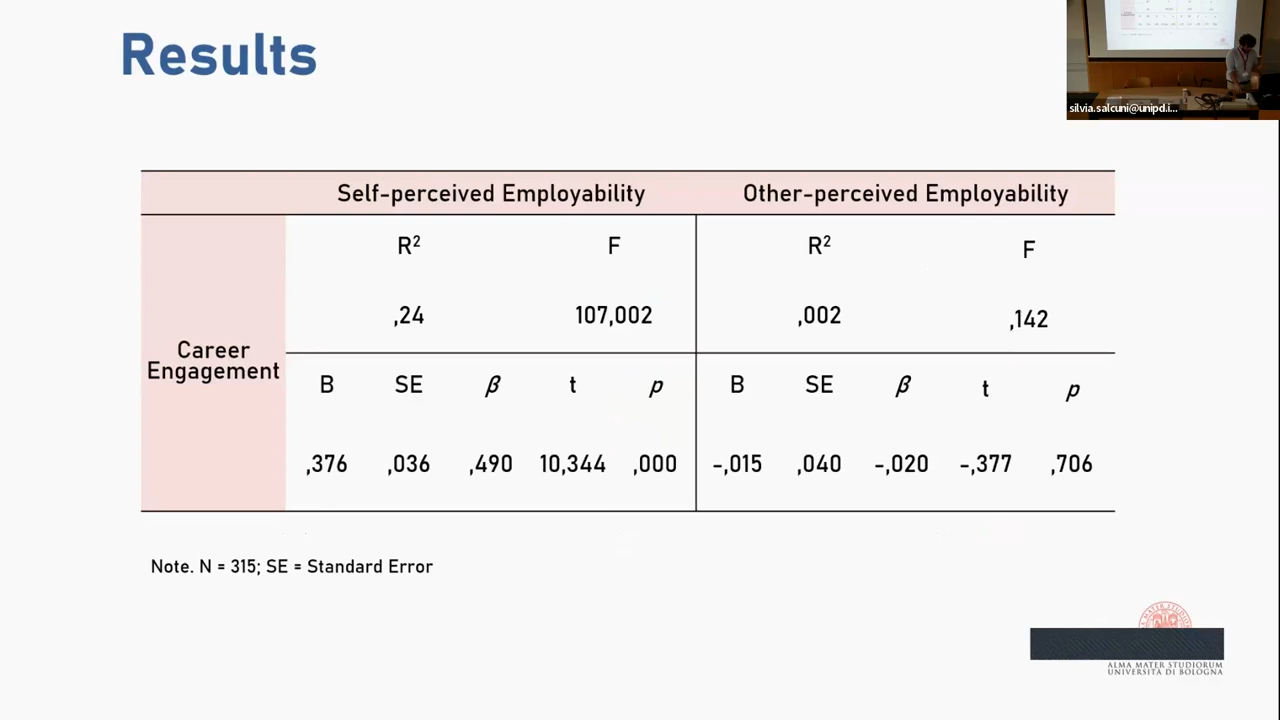 Results
silvia.salcuni@unipd.i...
Self-perceived Employability Other-perceived Employability
R² F R² F
,24 107,002 ,002 ,142
Career
Engagement
B SE β t p B SE β t p
,376 ,036 ,490 10,344 ,000 -,015 ,040 -,020 -,377 ,706
Note. N = 315; SE = Standard Error
ALMA MATER STUDIORUM
UNIVERSITÀ DI BOLOGNA